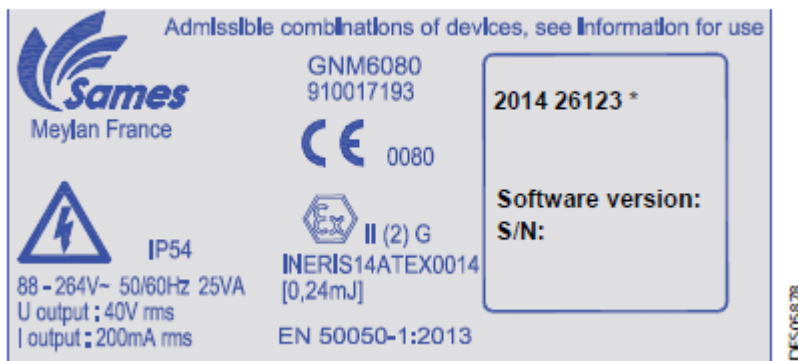 Admissible combinations of devices, see Information for use
Sames
Meylan France
GNM6080
910017193
CE 0080
2014 26123 *
Software version:
S/N:
IP54
88 - 264V~ 50/60Hz 25VA
U output : 40V rms
I output : 200mA rms
Ex II (2) G
INERIS14ATEX0014
[0,24mJ]
EN 50050-1:2013
DES05878